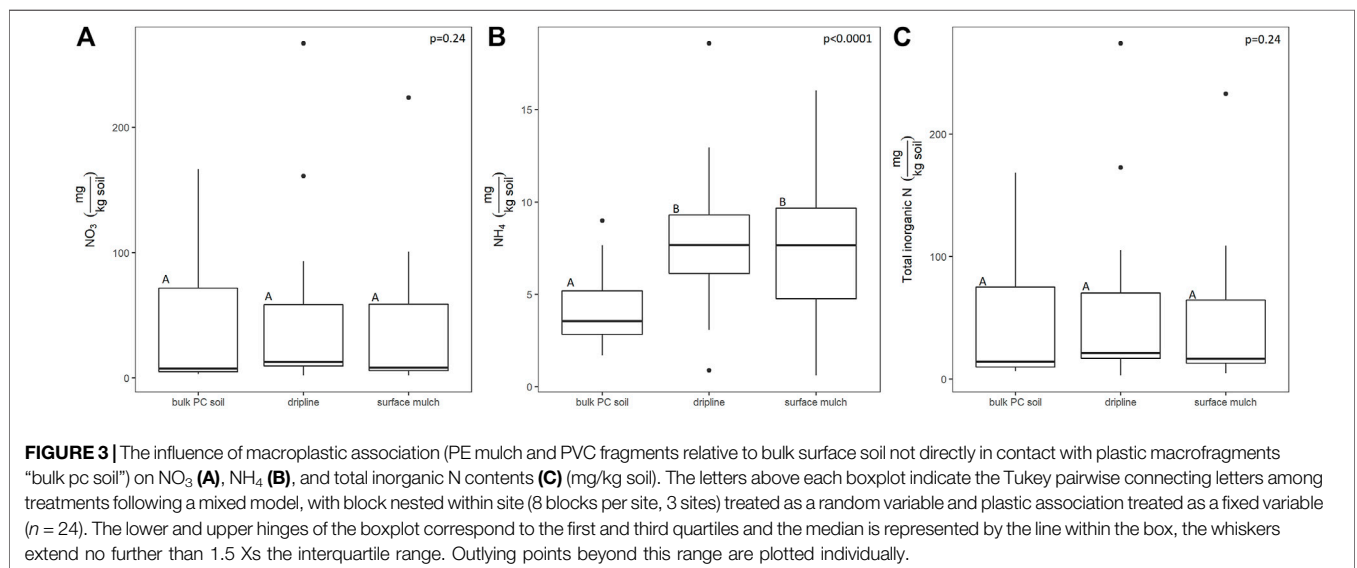 A
p=0.24
NO₃ (mg/kg soil)
200
100
0
A
A
A
bulk PC soil
dripline
surface mulch
B
p<0.0001
NH₄ (mg/kg soil)
15
10
5
0
A
B
B
bulk PC soil
dripline
surface mulch
C
p=0.24
Total inorganic N (mg/kg soil)
200
100
0
A
A
A
bulk PC soil
dripline
surface mulch
FIGURE 3 | The influence of macroplastic association (PE mulch and PVC fragments relative to bulk surface soil not directly in contact with plastic macrofragments
“bulk pc soil”) on NO₃ (A), NH₄ (B), and total inorganic N contents (C) (mg/kg soil). The letters above each boxplot indicate the Tukey pairwise connecting letters among
treatments following a mixed model, with block nested within site (8 blocks per site, 3 sites) treated as a random variable and plastic association treated as a fixed variable
(n = 24). The lower and upper hinges of the boxplot correspond to the first and third quartiles and the median is represented by the line within the box, the whiskers
extend no further than 1.5 Xs the interquartile range. Outlying points beyond this range are plotted individually.